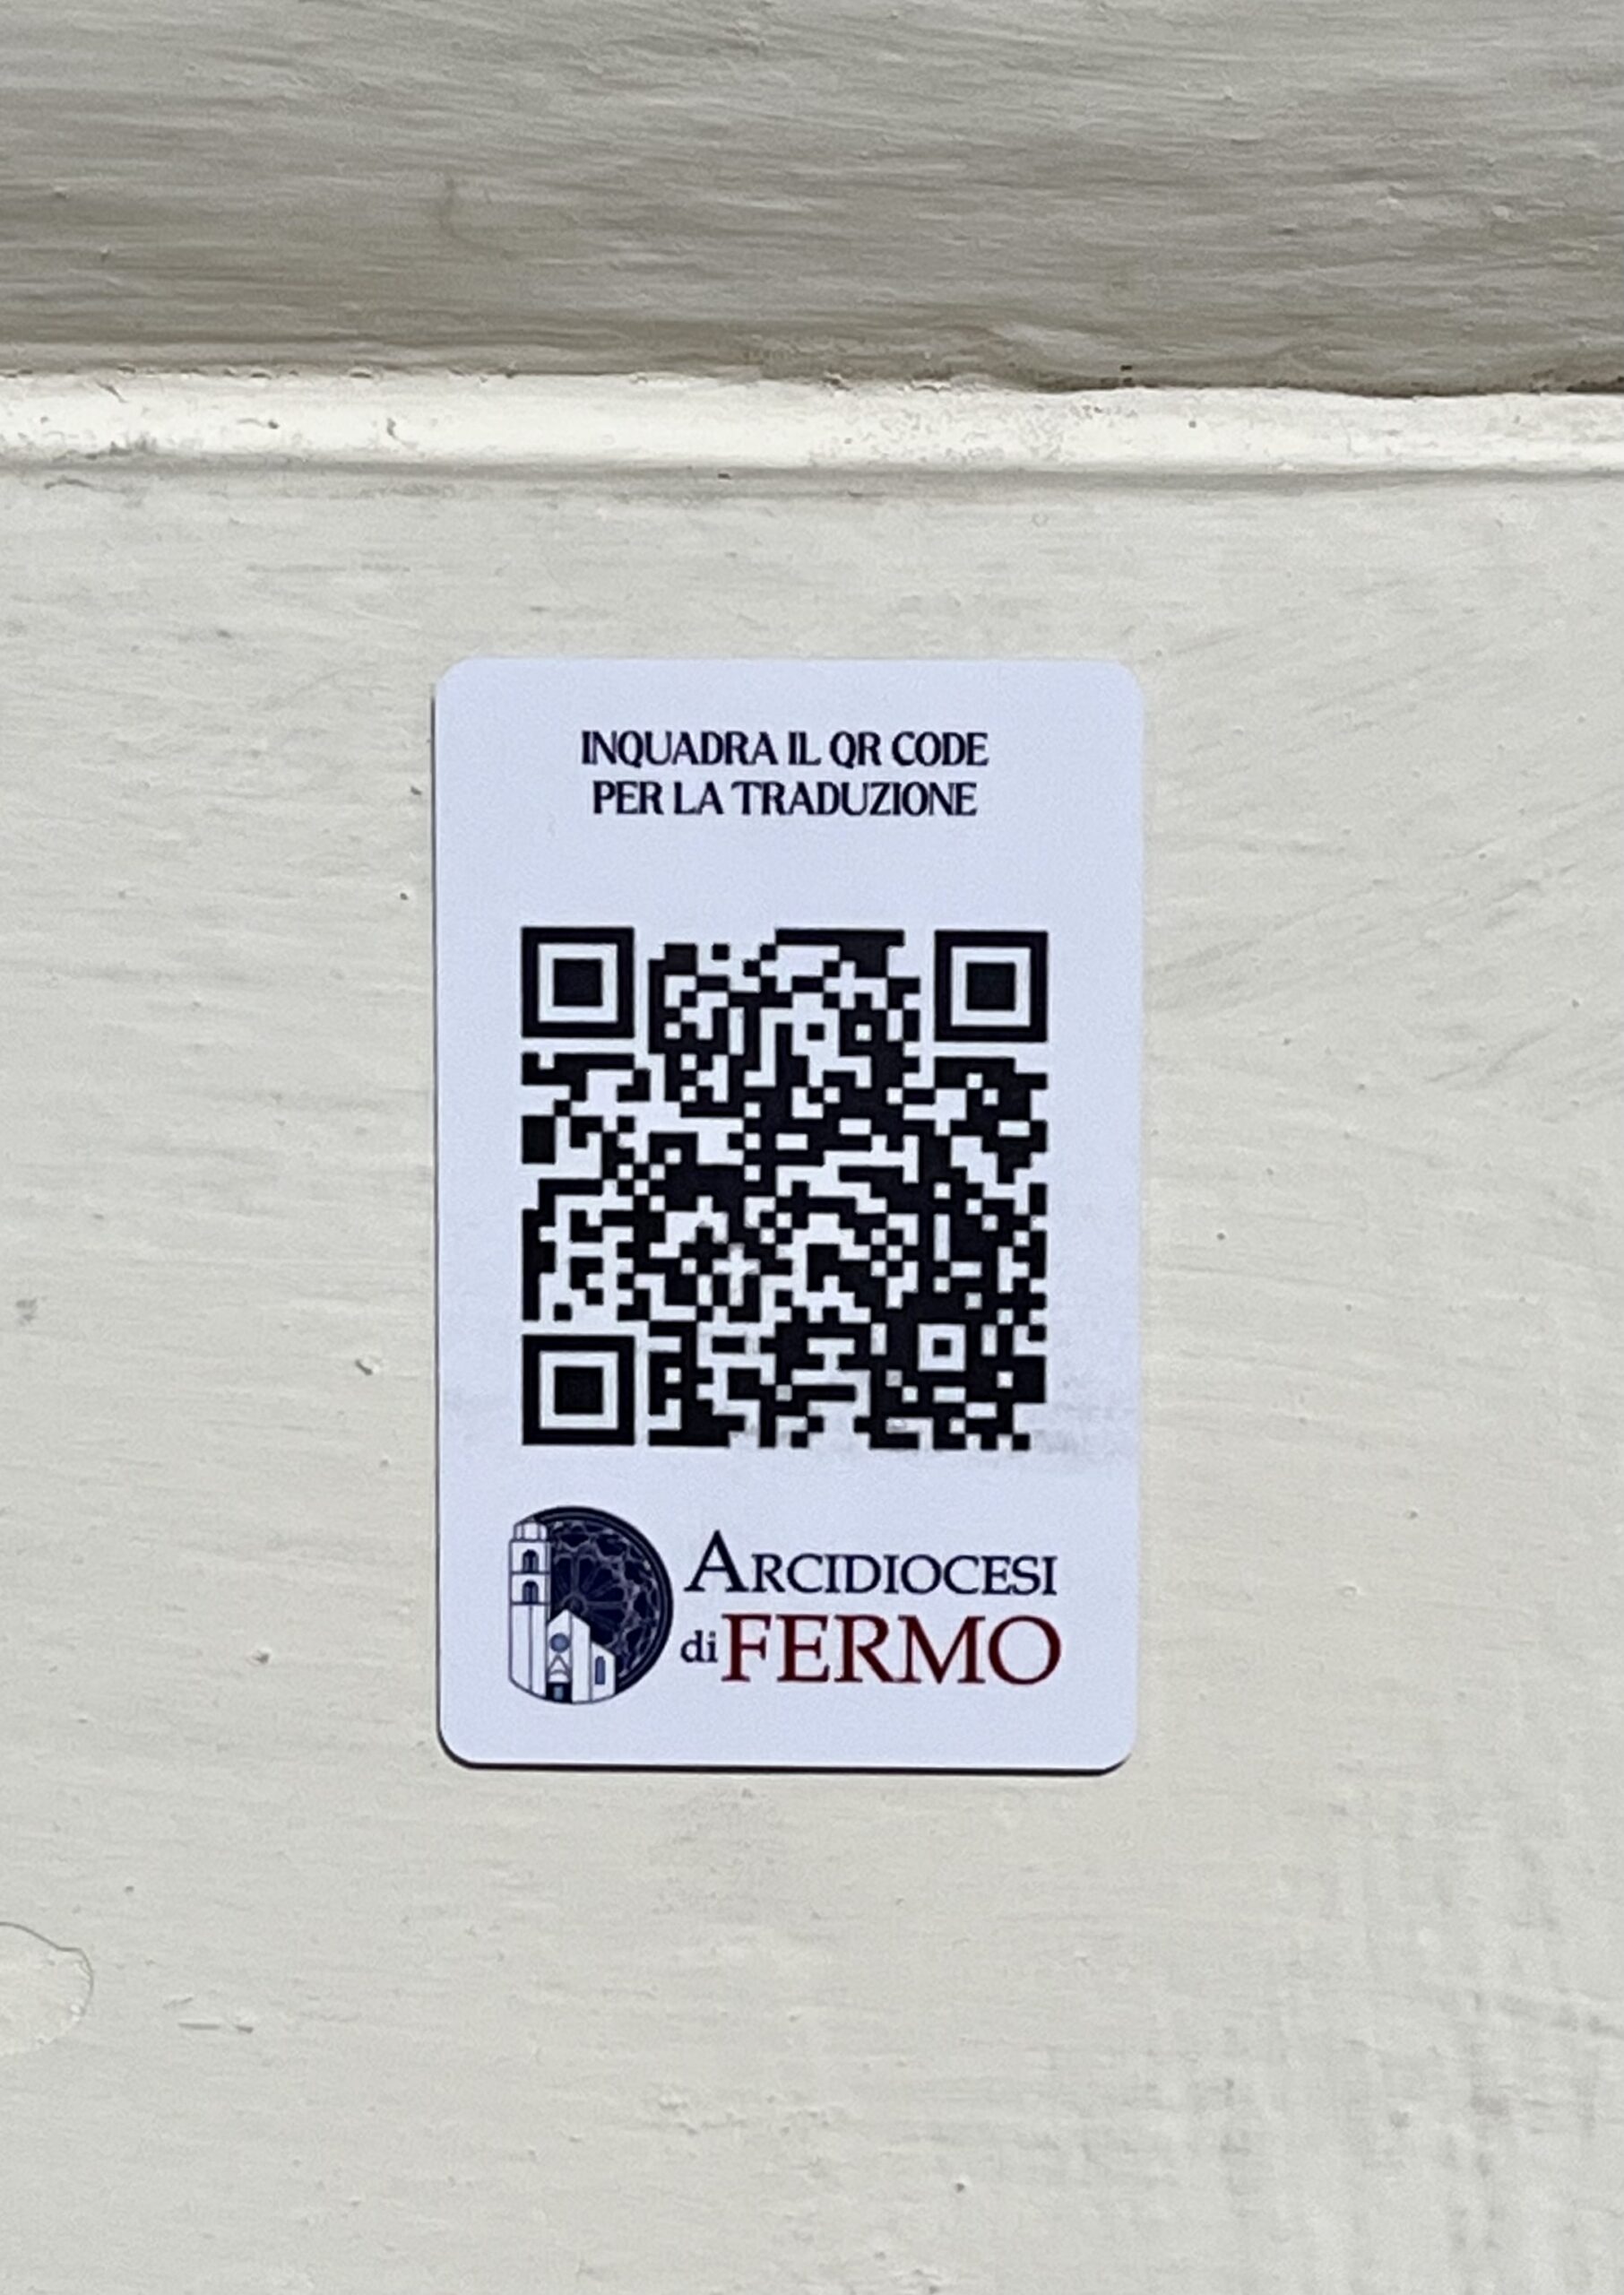 INQUADRA IL QR CODE
PER LA TRADUZIONE
ARCIDIOCESI
di FERMO